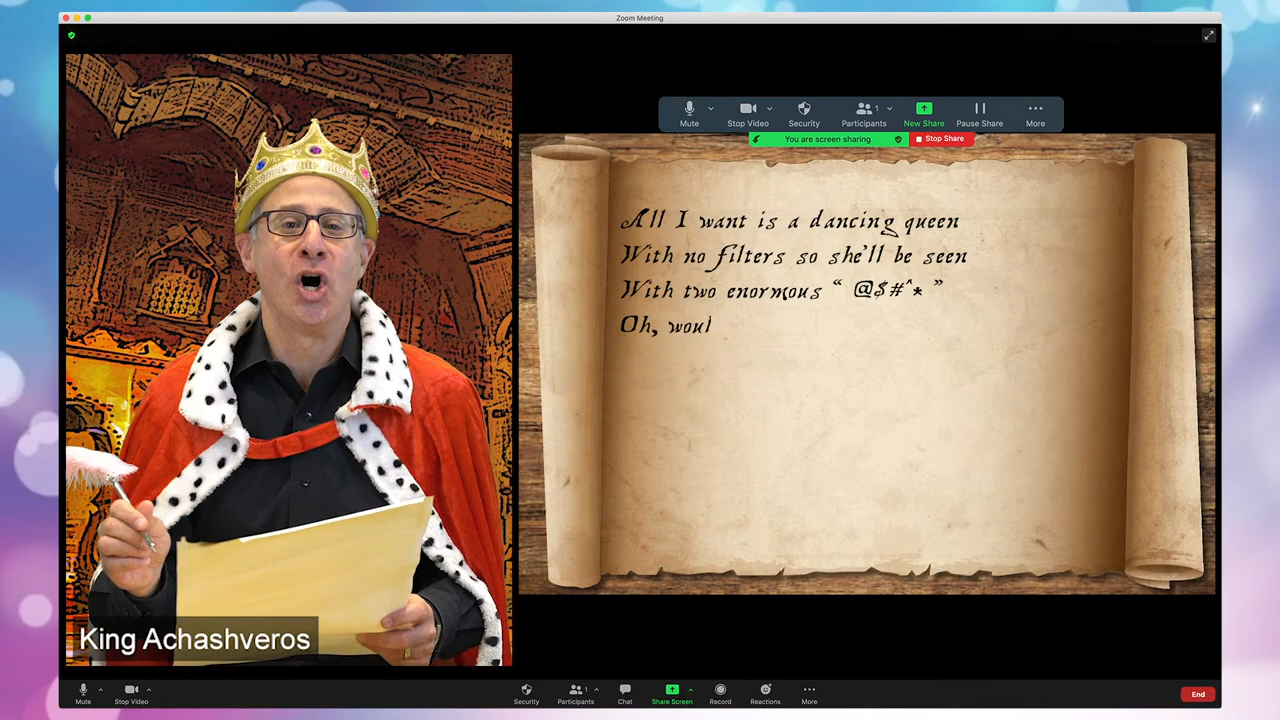 Zoom Meeting
Mute
Stop Video
Security
Participants
1
New Share
Pause Share
More
You are screen sharing
Stop Share
All I want is a dancing queen
With no filters so she'll be seen
With two enormous “ @$#^* ”
Oh, woul
King Achashveros
Mute
Stop Video
Security
Participants
1
Chat
Share Screen
Record
Reactions
More
End